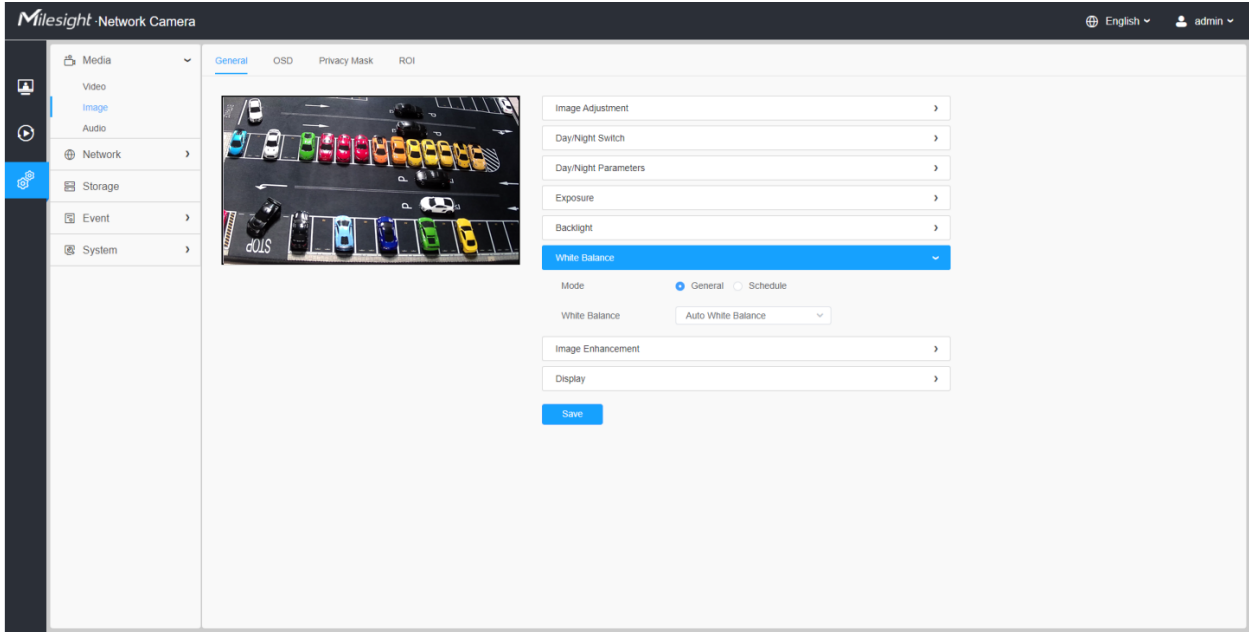 Milesight·Network Camera
English
admin
Media
Video
Image
Audio
Network
Storage
Event
System
General OSD Privacy Mask ROI
P
P
P
P
STOP
Image Adjustment
Day/Night Switch
Day/Night Parameters
Exposure
Backlight
White Balance
Mode General Schedule
White Balance Auto White Balance
Image Enhancement
Display
Save